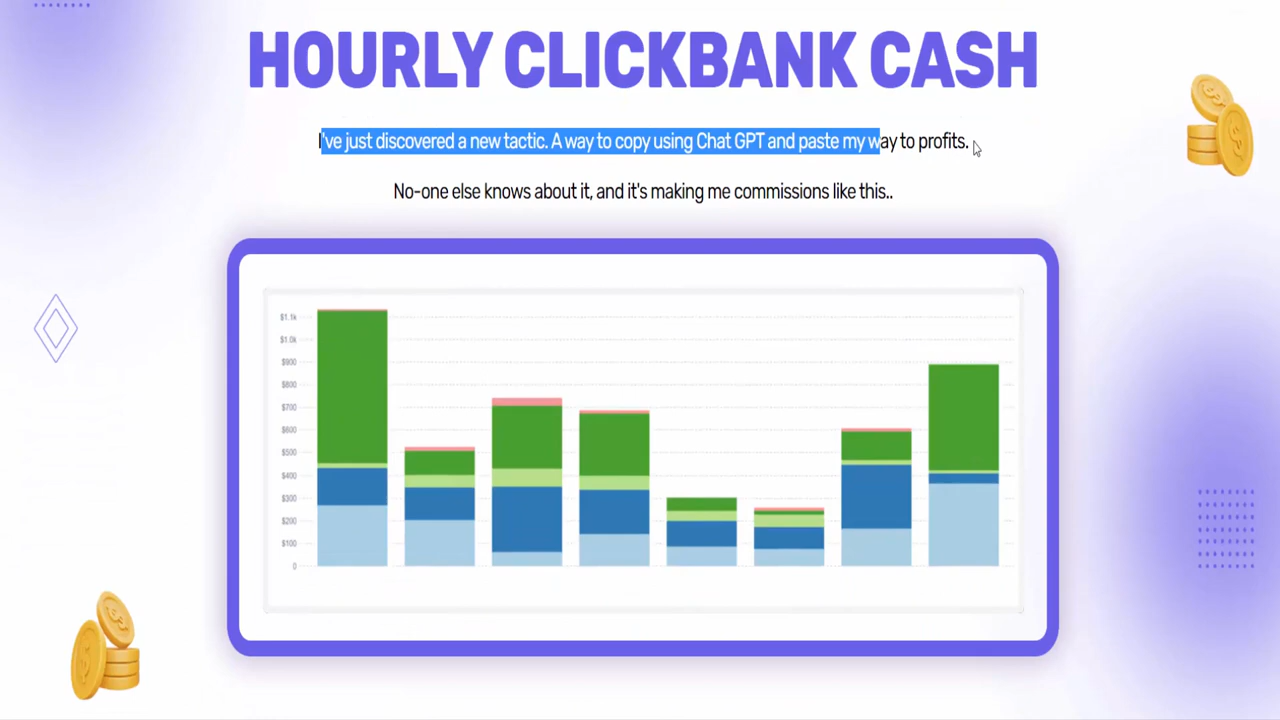 HOURLY CLICKBANK CASH
I've just discovered a new tactic. A way to copy using Chat GPT and paste my way to profits.
No-one else knows about it, and it's making me commissions like this..
$1.1k
$1.0k
$900
$800
$700
$600
$500
$400
$300
$200
$100
0